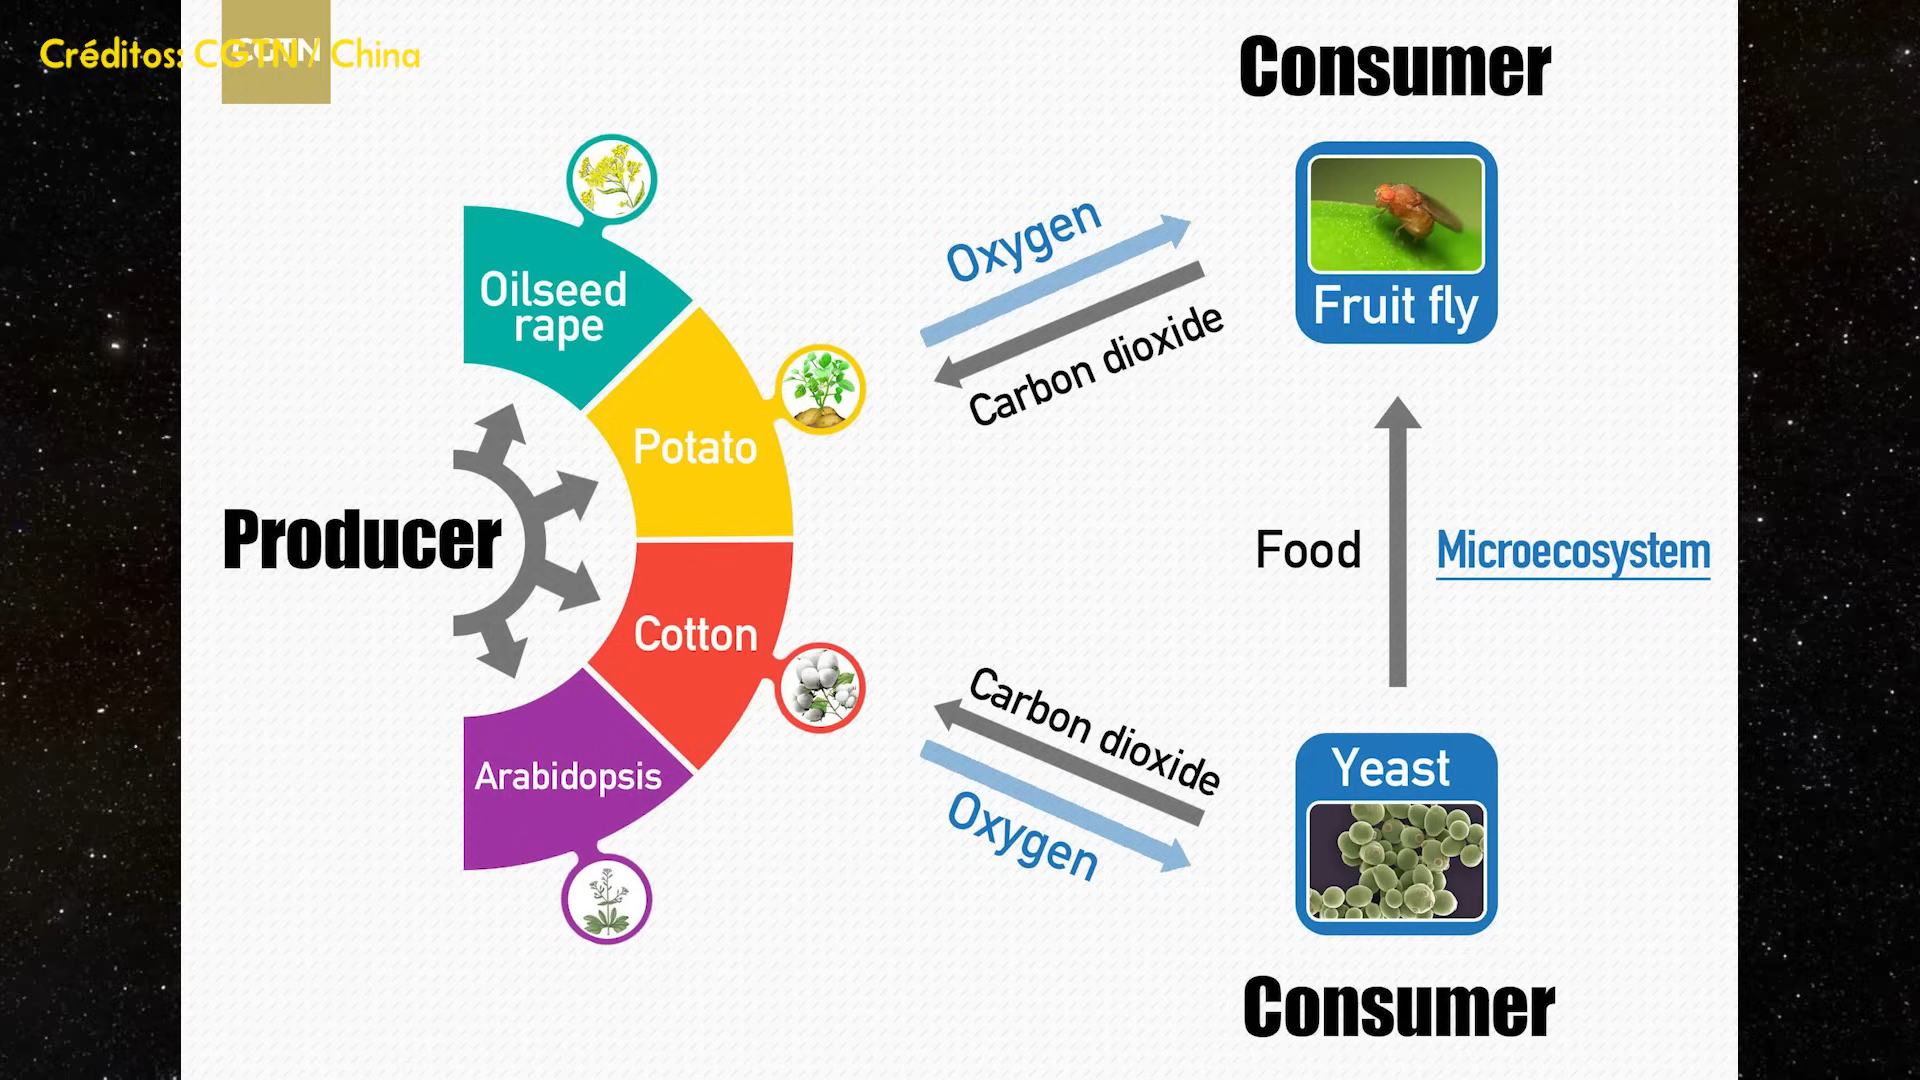 Créditos: CGTN / China
CGTN
Consumer
Oilseed
rape
Oxygen
Fruit fly
Carbon dioxide
Potato
Producer
Food
Microecosystem
Cotton
Carbon dioxide
Arabidopsis
Yeast
Oxygen
Consumer